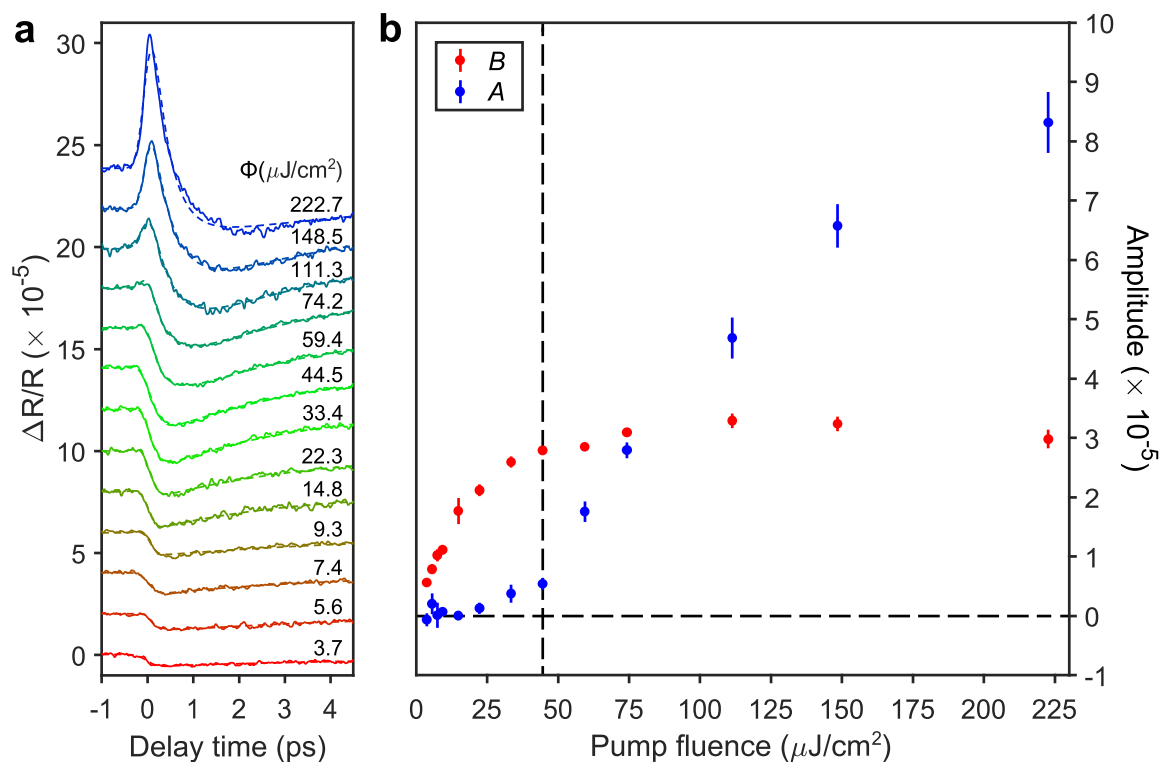 a
ΔR/R (× 10⁻⁵)
30
25
20
15
10
5
0
Φ(μJ/cm²)
222.7
148.5
111.3
74.2
59.4
44.5
33.4
22.3
14.8
9.3
7.4
5.6
3.7
-1 0 1 2 3 4
Delay time (ps)
b
B
A
10
9
8
7
6
5
4
3
2
1
0
-1
Amplitude (× 10⁻⁵)
0 25 50 75 100 125 150 175 200 225
Pump fluence (μJ/cm²)